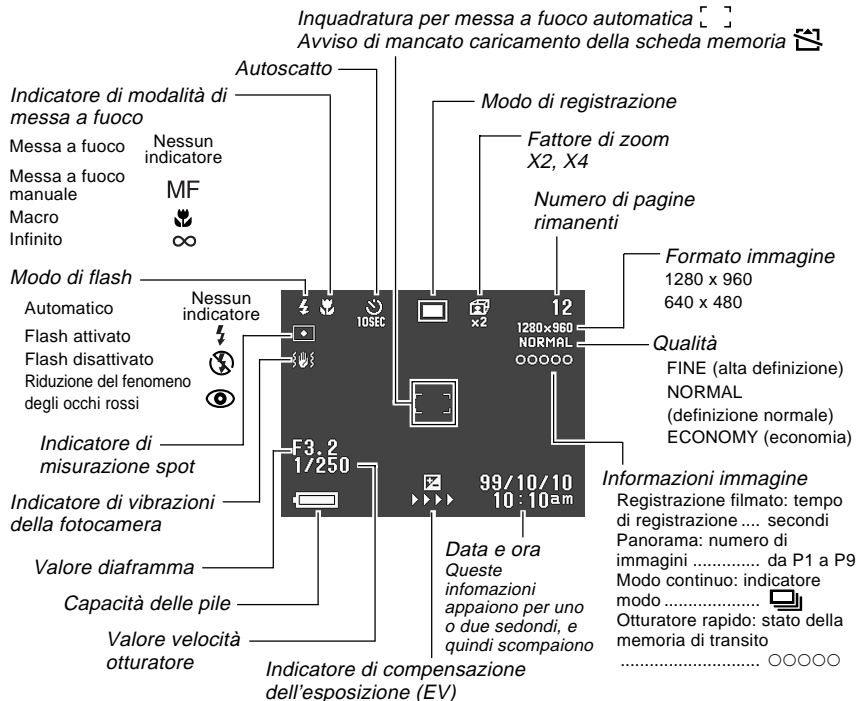 Inquadratura per messa a fuoco automatica
Avviso di mancato caricamento della scheda memoria
Autoscatto
Indicatore di modalità di
messa a fuoco
Messa a fuoco Nessun
indicatore
Messa a fuoco
manuale MF
Macro
Infinito ∞
Modo di registrazione
Fattore di zoom
X2, X4
Numero di pagine
rimanenti
Formato immagine
1280 x 960
640 x 480
Modo di flash
Automatico Nessun
indicatore
Flash attivato
Flash disattivato
Riduzione del fenomeno
degli occhi rossi
Indicatore di
misurazione spot
Indicatore di vibrazioni
della fotocamera
Valore diaframma
Capacità delle pile
Valore velocità
otturatore
10SEC
x2
12
1280x960
NORMAL
F3.2
1/250
99/10/10
10:10am
Qualità
FINE (alta definizione)
NORMAL
(definizione normale)
ECONOMY (economia)
Informazioni immagine
Registrazione filmato: tempo
di registrazione .... secondi
Panorama: numero di
immagini .............. da P1 a P9
Modo continuo: indicatore
modo ...................
Otturatore rapido: stato della
memoria di transito
............................ ○○○○○
Data e ora
Queste
infomazioni
appaiono per uno
o due sedondi, e
quindi scompaiono
Indicatore di compensazione
dell'esposizione (EV)